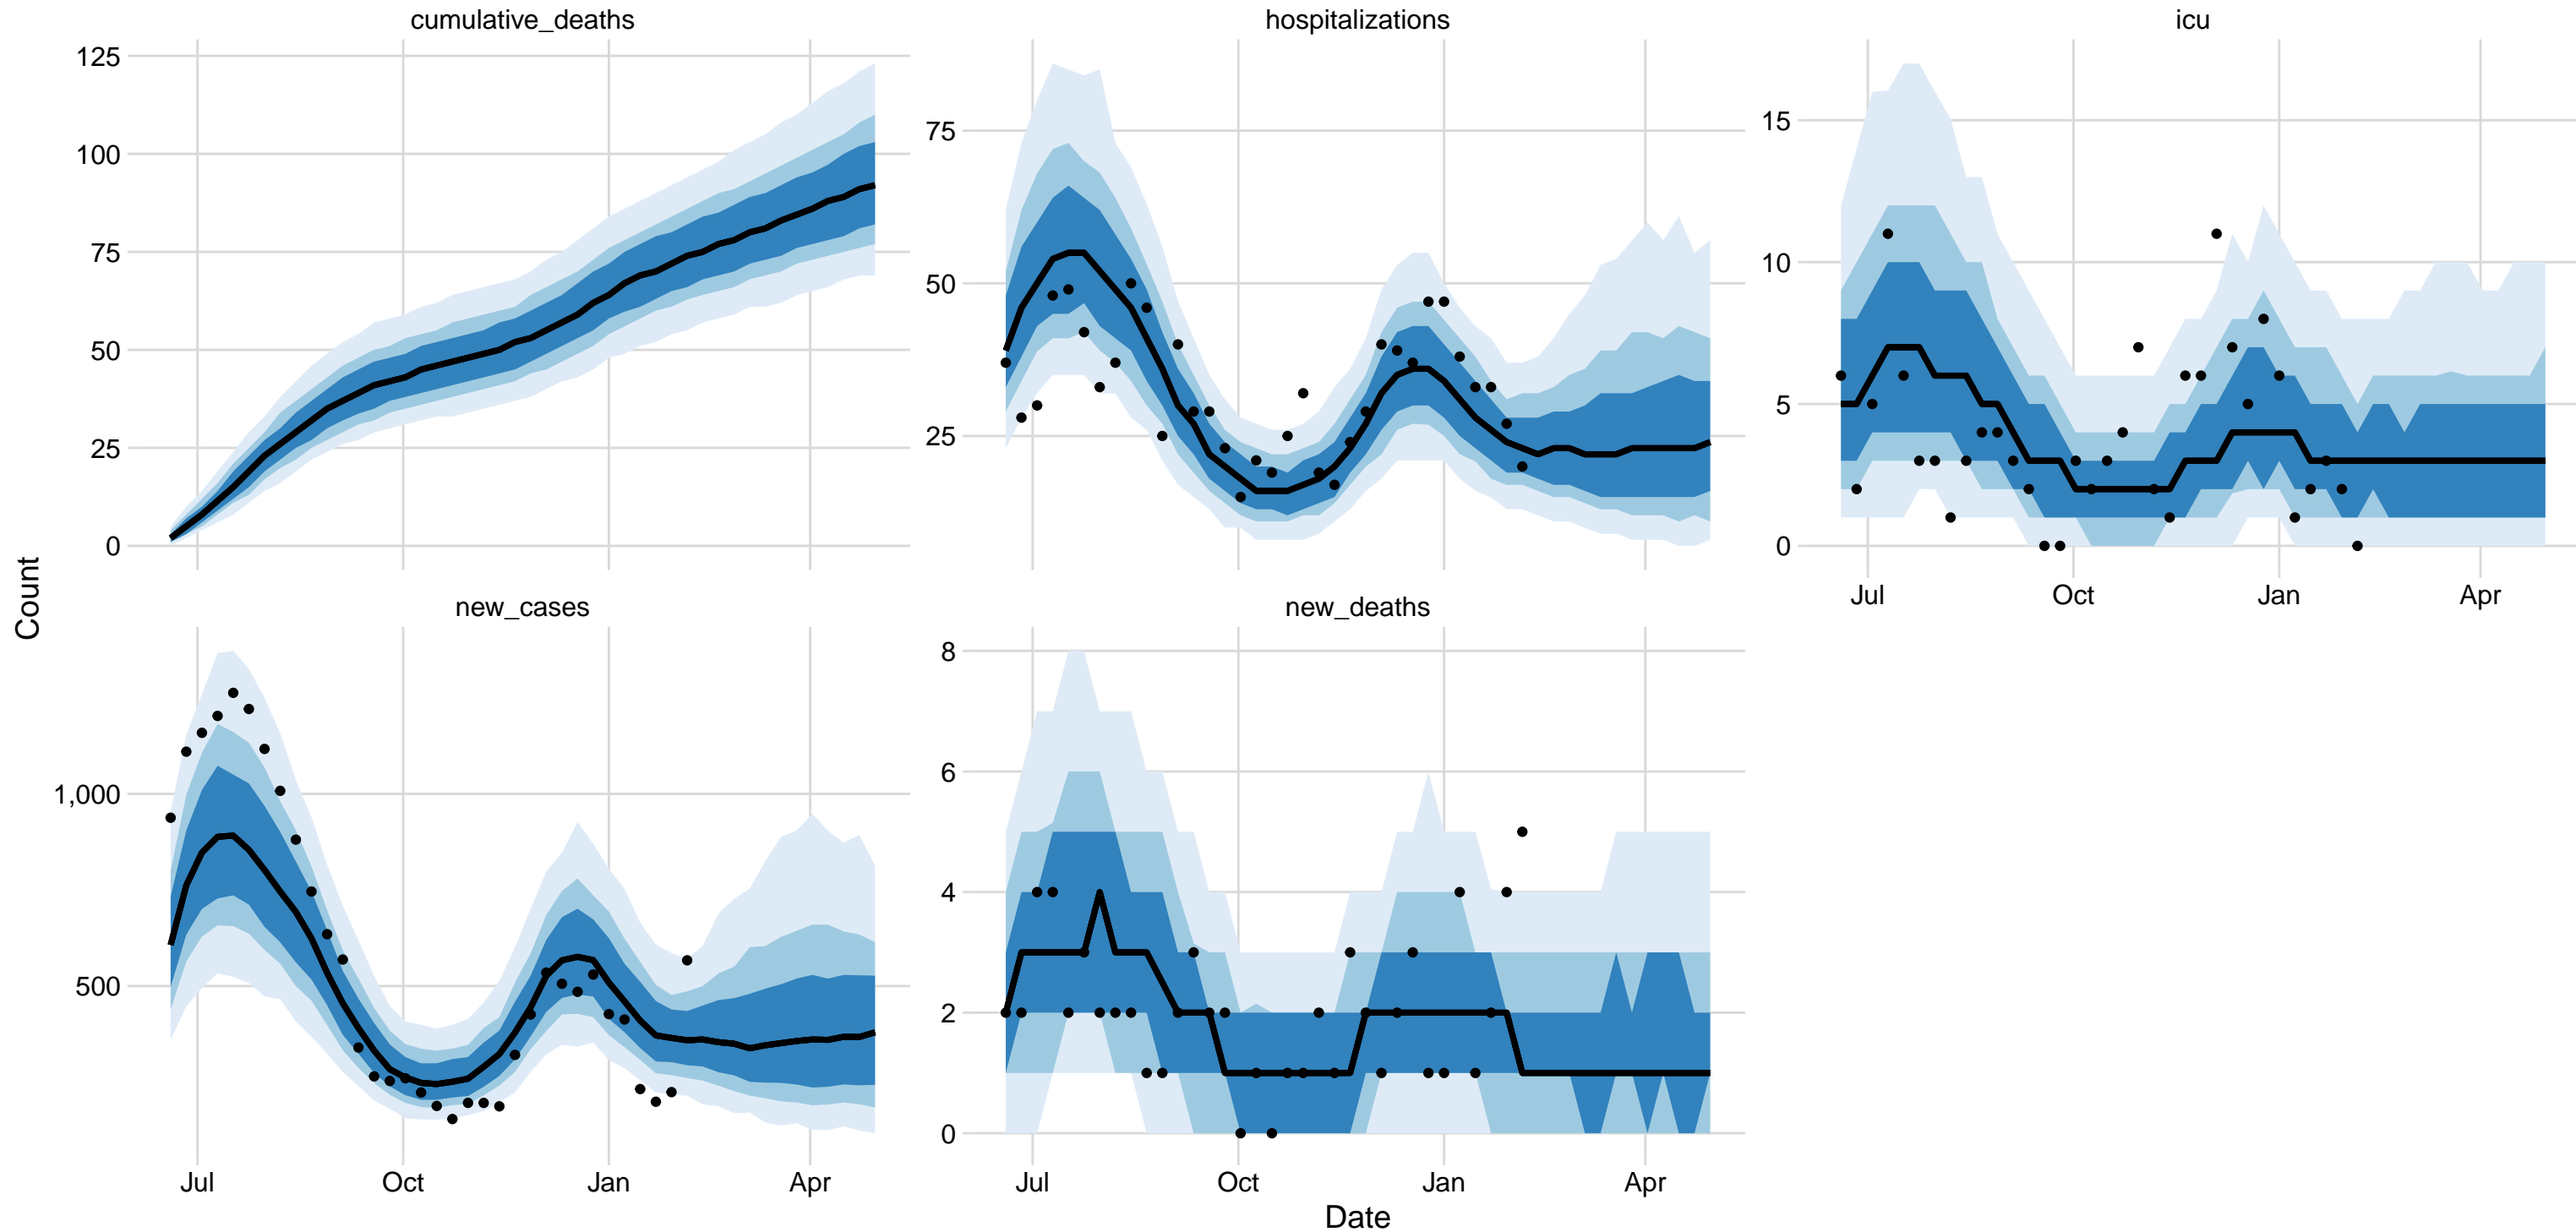 cumulative_deaths
hospitalizations
icu
125
100
75
50
25
0
75
50
25
15
10
5
0
Jul
Oct
Jan
Apr
Count
new_cases
new_deaths
1,000
500
8
6
4
2
0
Jul
Oct
Jan
Apr
Jul
Oct
Jan
Apr
Date